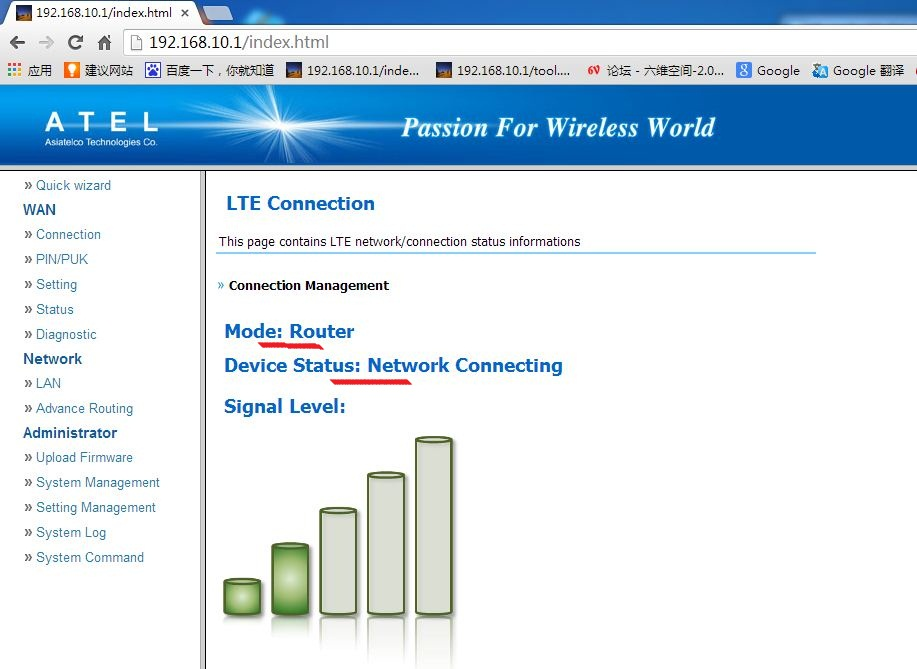 192.168.10.1/index.html
192.168.10.1/index.html
应用
建议网站
百度一下，你就知道
192.168.10.1/inde...
192.168.10.1/tool....
6V 论坛 - 六维空间-2.0...
Google
Google 翻译
ATEL
Asiatelco Technologies Co.
Passion For Wireless World
» Quick wizard
WAN
» Connection
» PIN/PUK
» Setting
» Status
» Diagnostic
Network
» LAN
» Advance Routing
Administrator
» Upload Firmware
» System Management
» Setting Management
» System Log
» System Command
LTE Connection
This page contains LTE network/connection status informations
» Connection Management
Mode: Router
Device Status: Network Connecting
Signal Level: